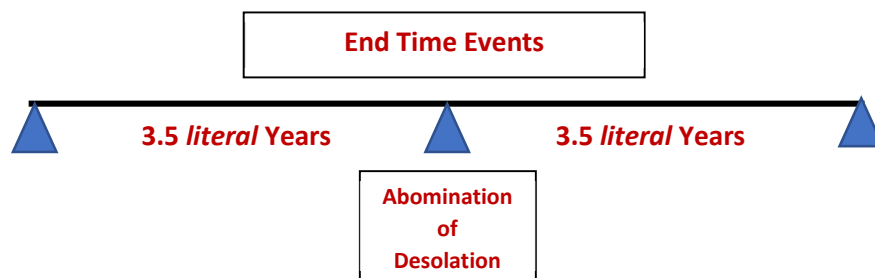 End Time Events
3.5 literal Years
3.5 literal Years
Abomination
of
Desolation